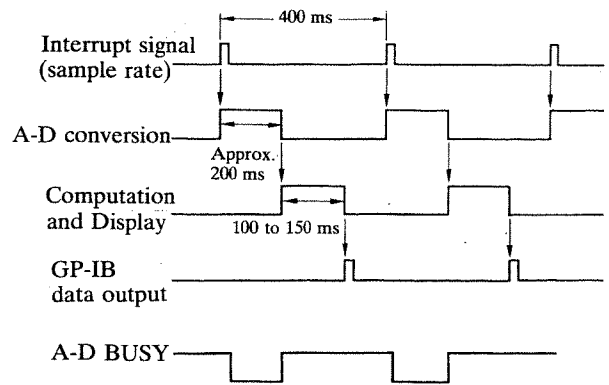 400 ms
Interrupt signal
(sample rate)
A-D conversion
Approx.
200 ms
Computation
and Display
100 to 150 ms
GP-IB
data output
A-D BUSY